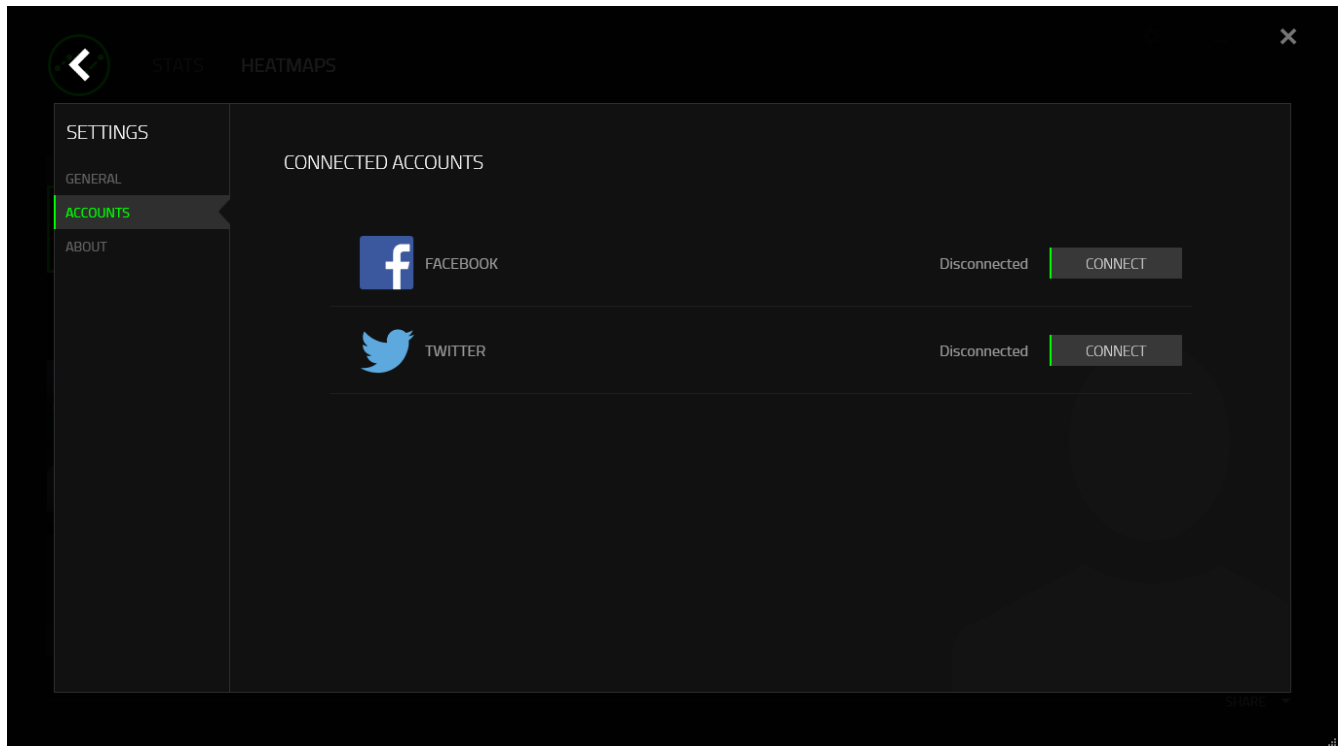 STATS HEATMAPS
SETTINGS
GENERAL
ACCOUNTS
ABOUT
CONNECTED ACCOUNTS
FACEBOOK Disconnected CONNECT
TWITTER Disconnected CONNECT
SHARE